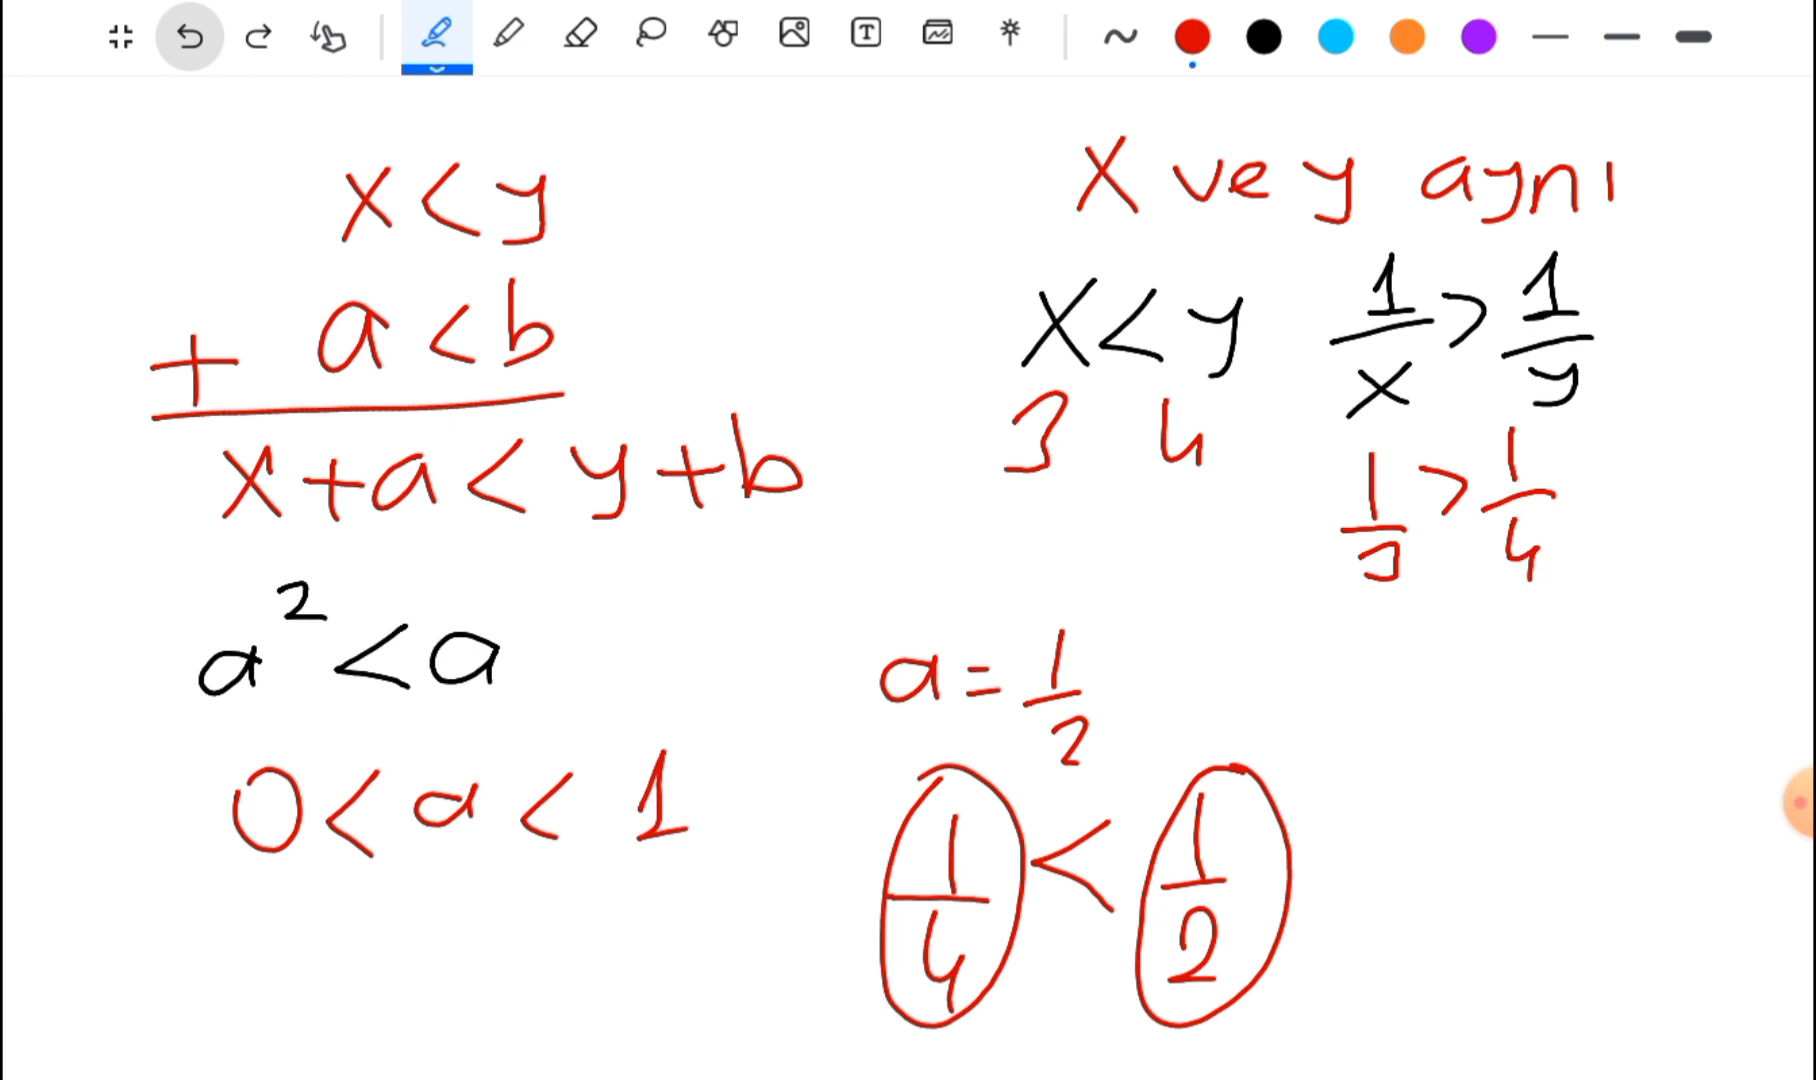 x < y
+ a < b
x + a < y + b
a² < a
0 < a < 1
X ve y aynı
x < y 1/x > 1/y
3 4 1/3 > 1/4
a = 1/2
1/4 < 1/2